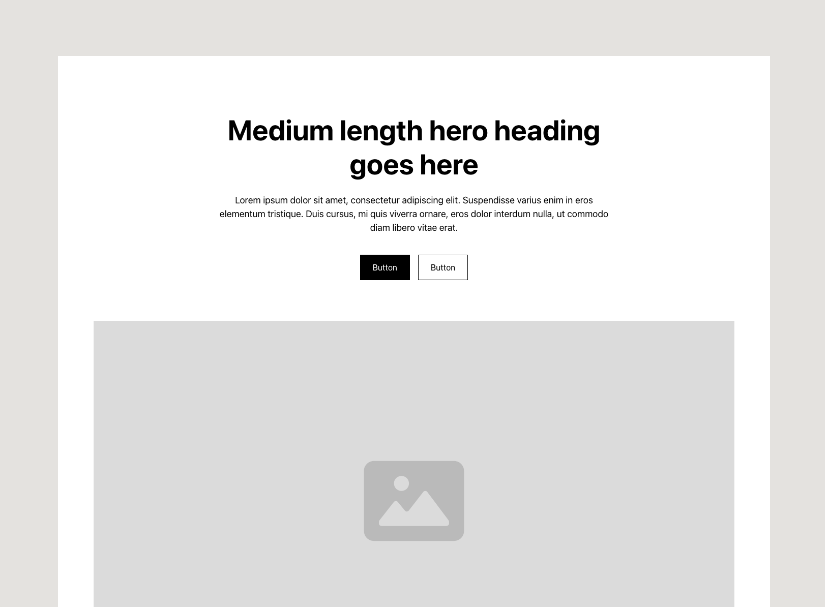 Medium length hero heading
goes here
Lorem ipsum dolor sit amet, consectetur adipiscing elit. Suspendisse varius enim in eros
elementum tristique. Duis cursus, mi quis viverra ornare, eros dolor interdum nulla, ut commodo
diam libero vitae erat.
Button
Button